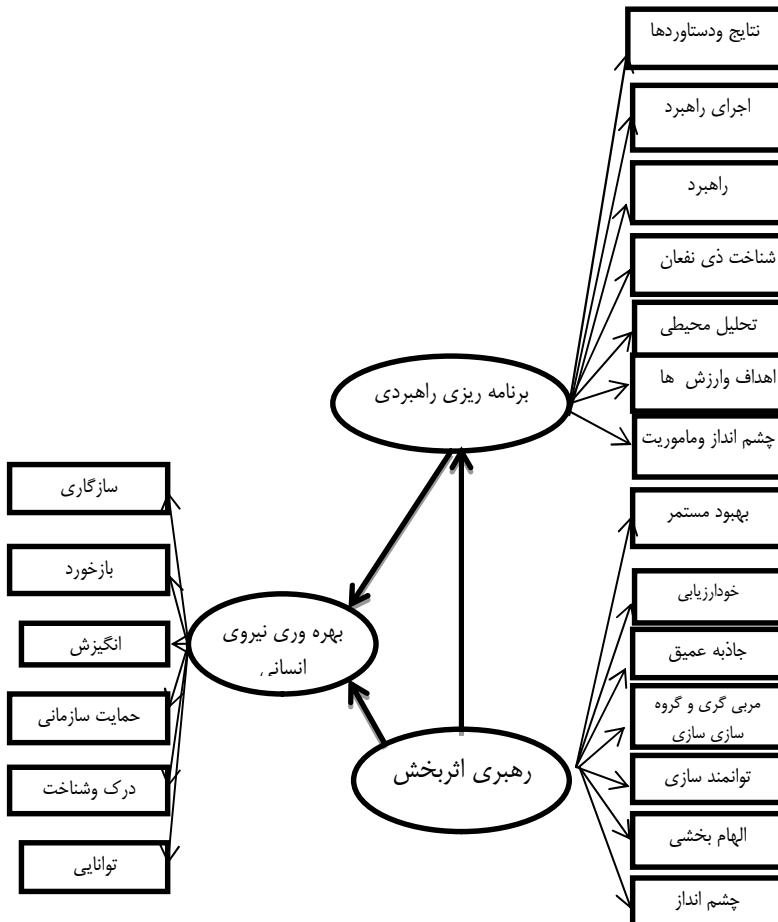 نتایج ودستاوردها
اجرای راهبرد
راهبرد
شناخت ذی نفعان
تحلیل محیطی
اهداف وارزش ها
چشم انداز وماموریت
برنامه ریزی راهبردی
بهبود مستمر
خودارزیابی
جاذبه عمیق
مربی گری و گروه
سازی سازی
توانمند سازی
الهام بخشی
چشم انداز
رهبری اثربخش
بهره وری نیروی
انسانی
سازگاری
بازخورد
انگیزش
حمایت سازمانی
درک وشناخت
توانایی